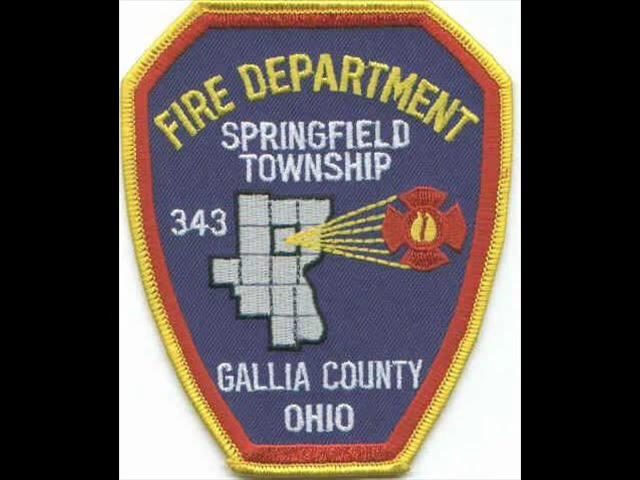 FIRE DEPARTMENT
SPRINGFIELD
TOWNSHIP
343
GALLIA COUNTY
OHIO